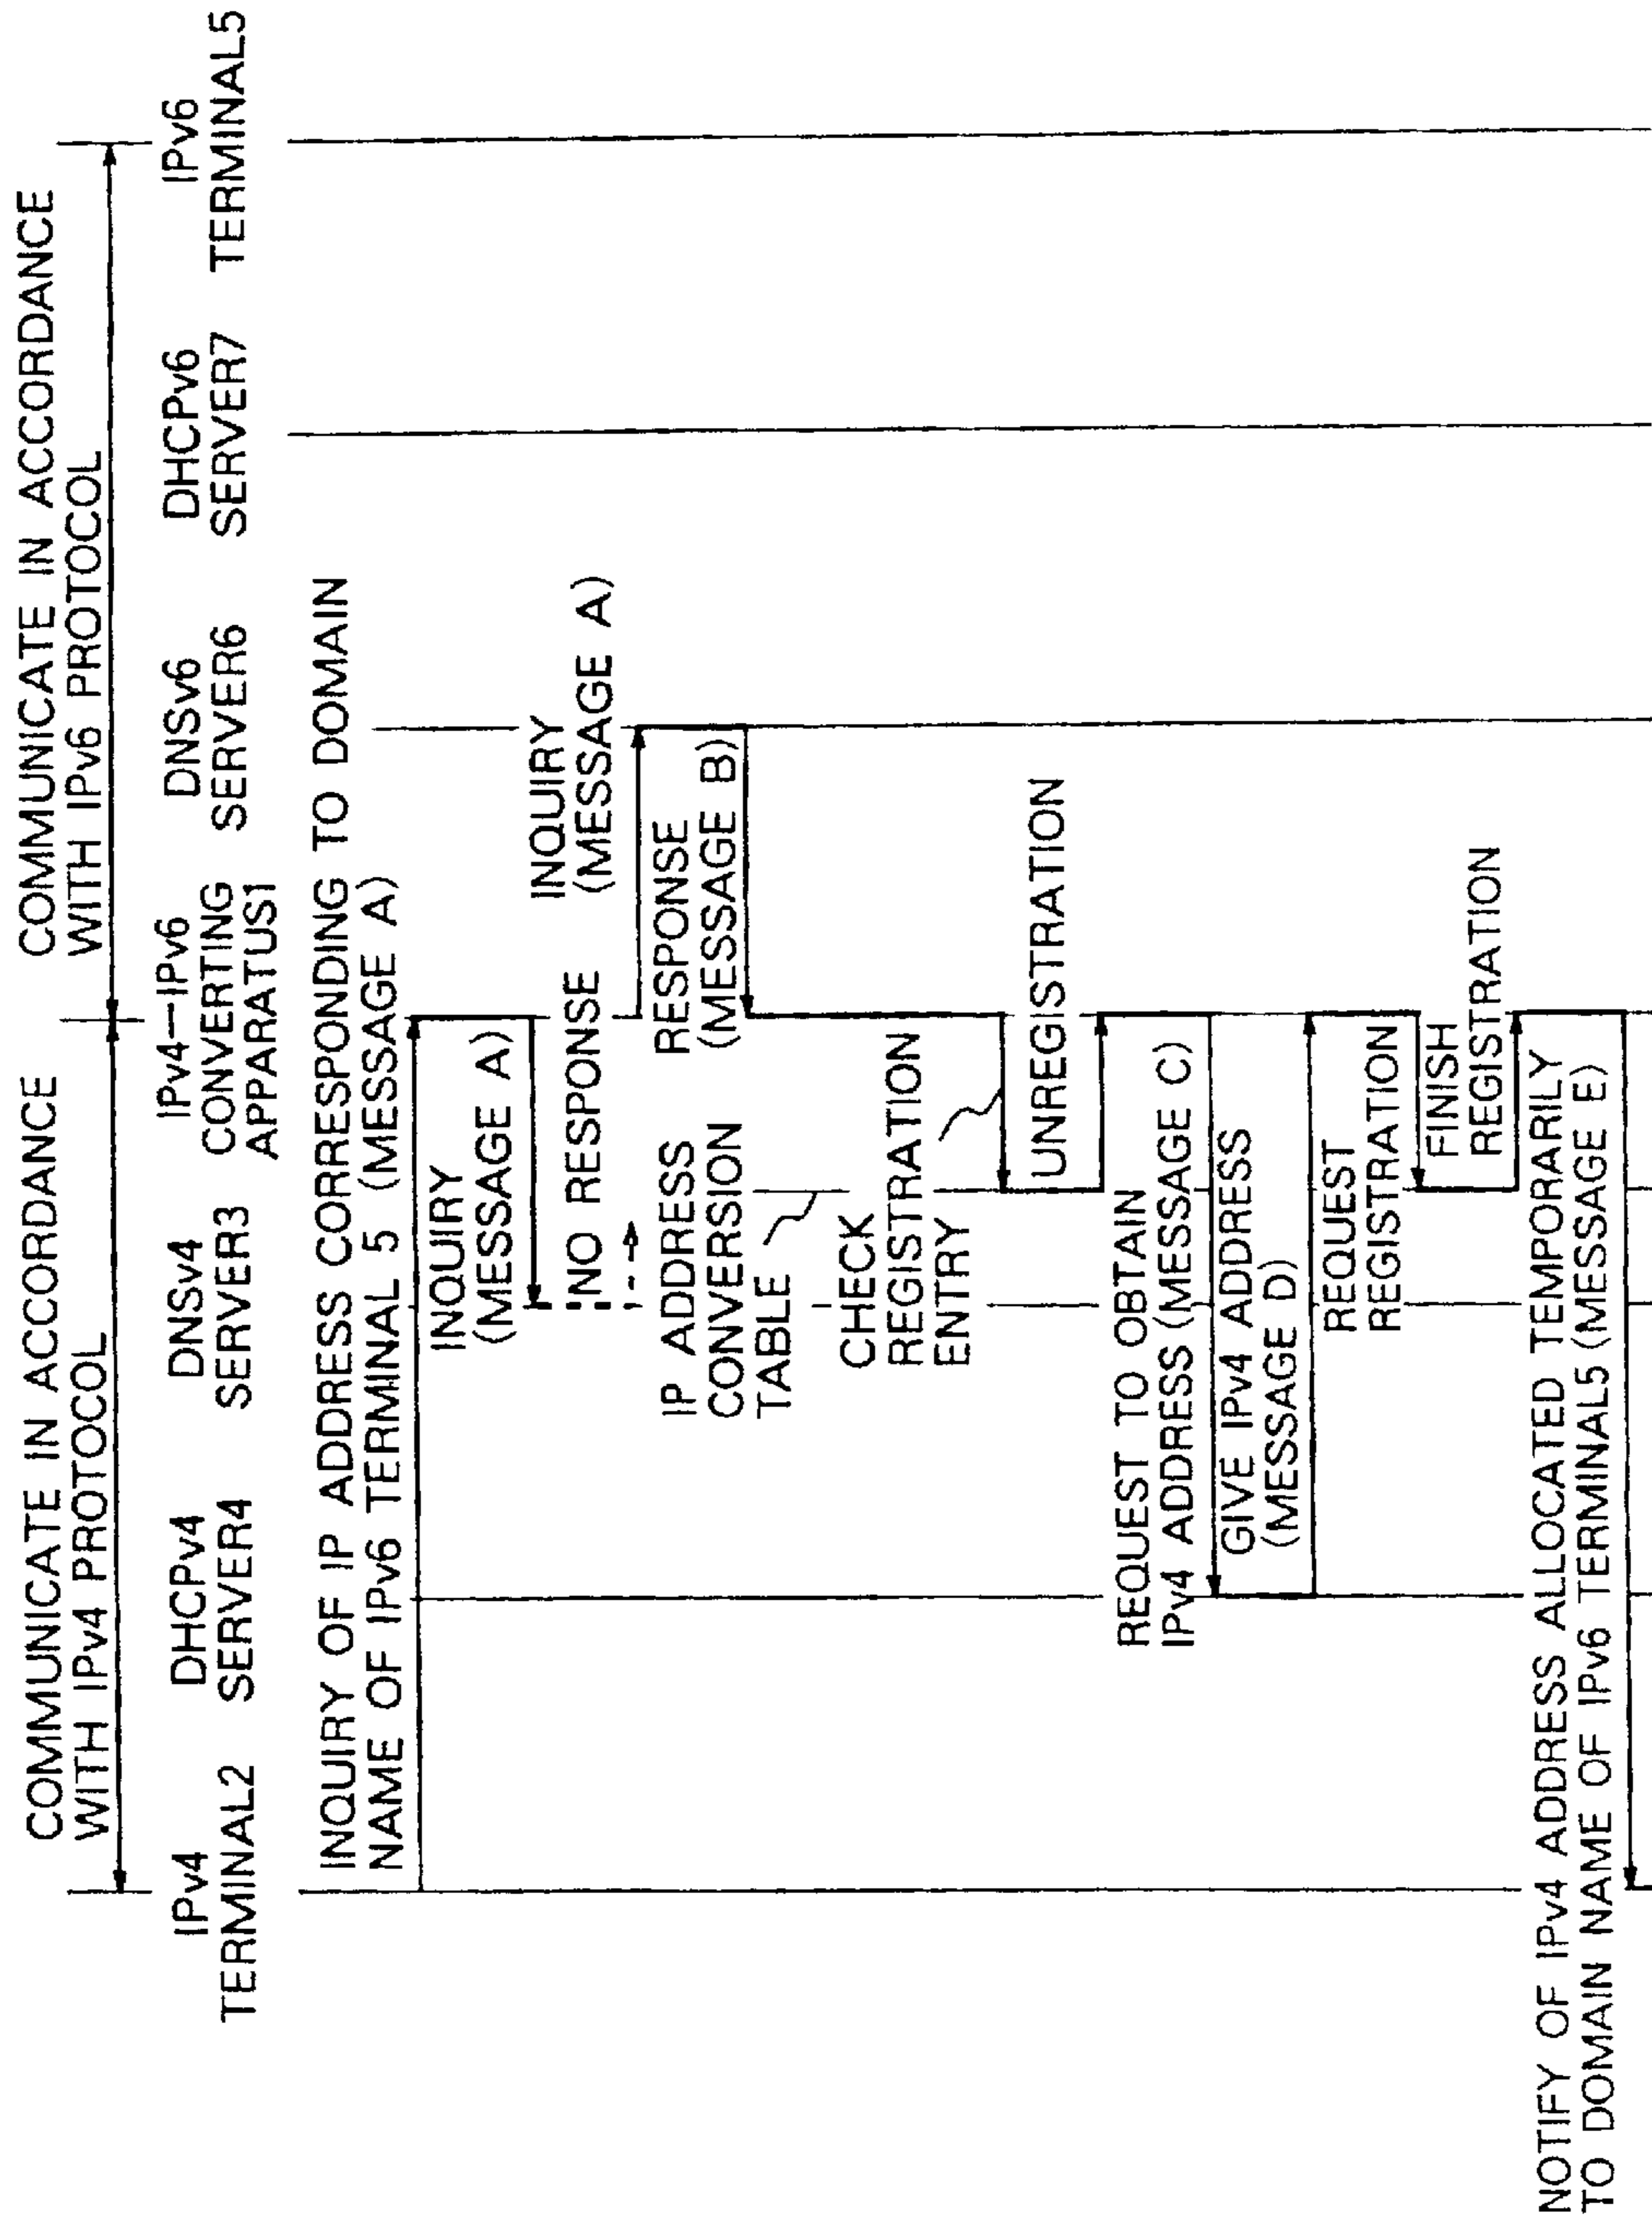 COMMUNICATE IN ACCORDANCE
WITH IPv4 PROTOCOL
COMMUNICATE IN ACCORDANCE
WITH IPv6 PROTOCOL
IPv4
TERMINAL2
DHCPv4
SERVER4
DNSv4
SERVER3
IPv4—IPv6
CONVERTING
APPARATUS1
DNSv6
SERVER6
DHCPv6
SERVER7
IPv6
TERMINAL5
INQUIRY OF IP ADDRESS CORRESPONDING TO DOMAIN
NAME OF IPv6 TERMINAL 5 (MESSAGE A)
INQUIRY
(MESSAGE A)
NO RESPONSE
INQUIRY
(MESSAGE A)
RESPONSE
(MESSAGE B)
IP ADDRESS
CONVERSION
TABLE
CHECK
REGISTRATION
ENTRY
UNREGISTRATION
REQUEST TO OBTAIN
IPv4 ADDRESS (MESSAGE C)
GIVE IPv4 ADDRESS
(MESSAGE D)
REQUEST
REGISTRATION
FINISH
REGISTRATION
NOTIFY OF IPv4 ADDRESS ALLOCATED TEMPORARILY
TO DOMAIN NAME OF IPv6 TERMINAL5 (MESSAGE E)